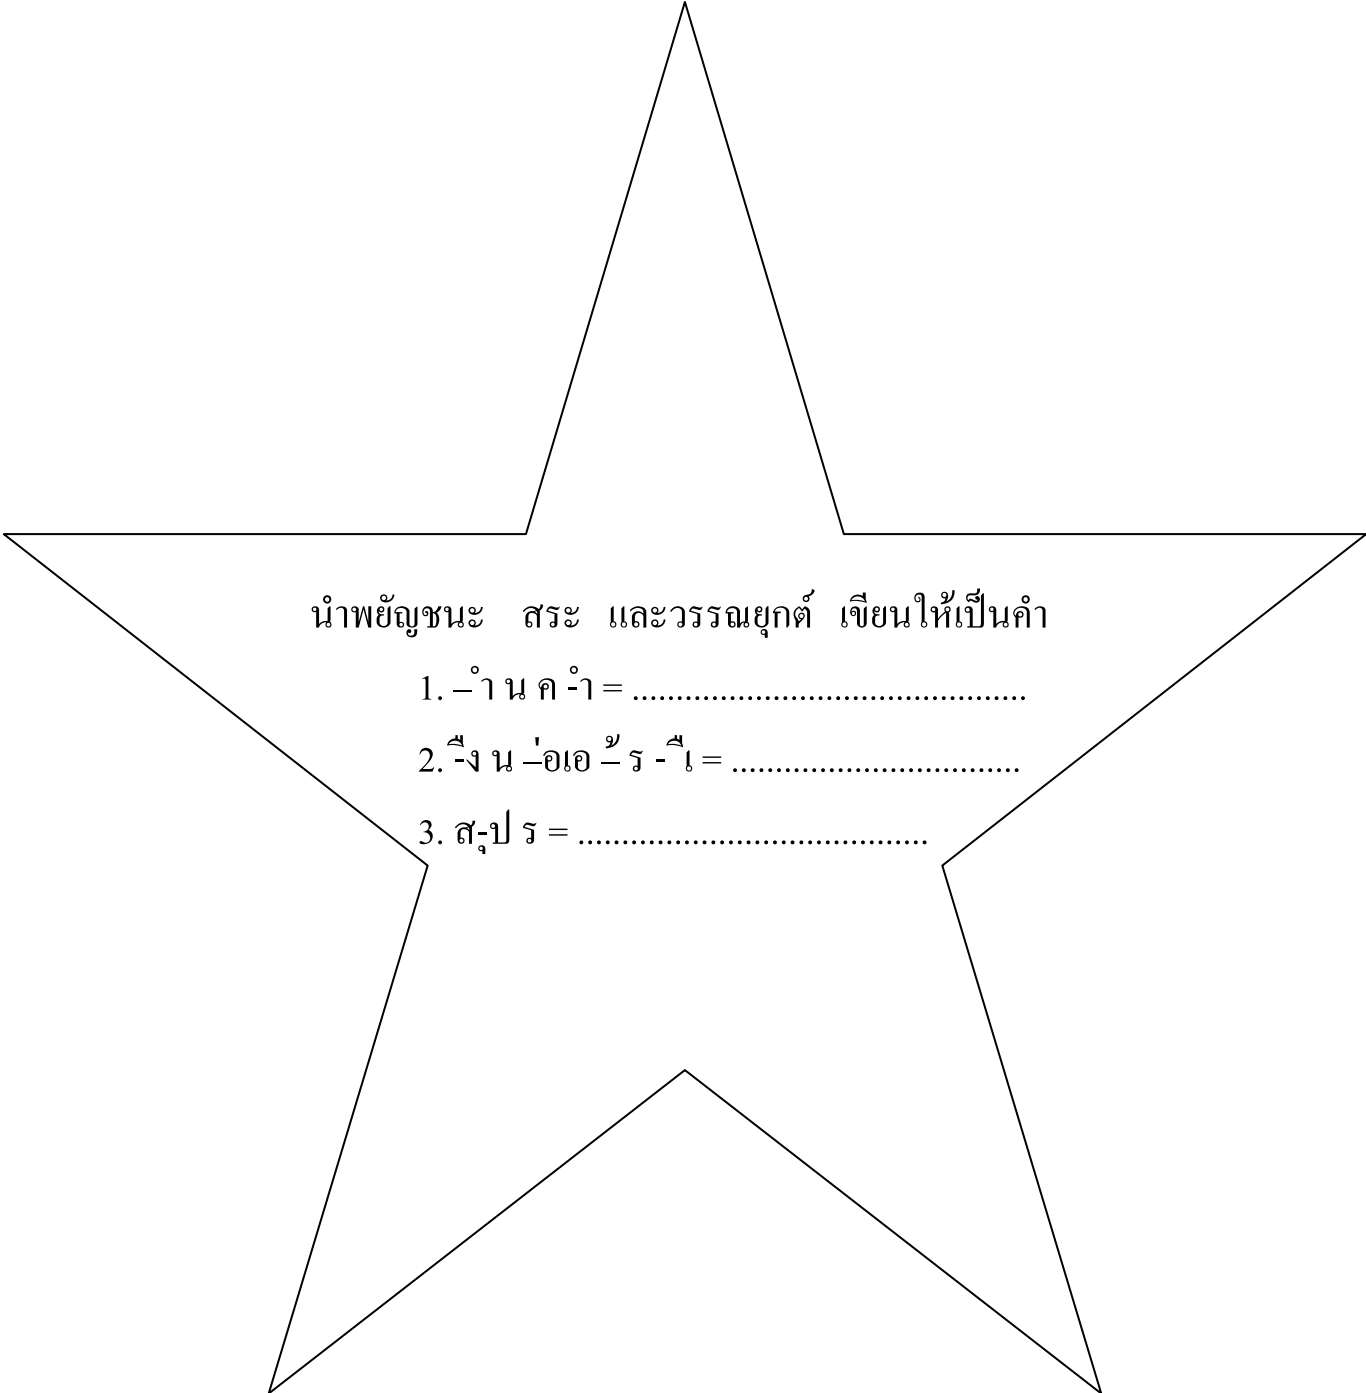 นำพยัญชนะ สระ และวรรณยุกต์ เขียนให้เป็นคำ
1. – ำ น ค -ำ = .............................................
2. -ืง น –่อเอ –้ ร - ืเ = .................................
3. ส-ุป ร = ........................................